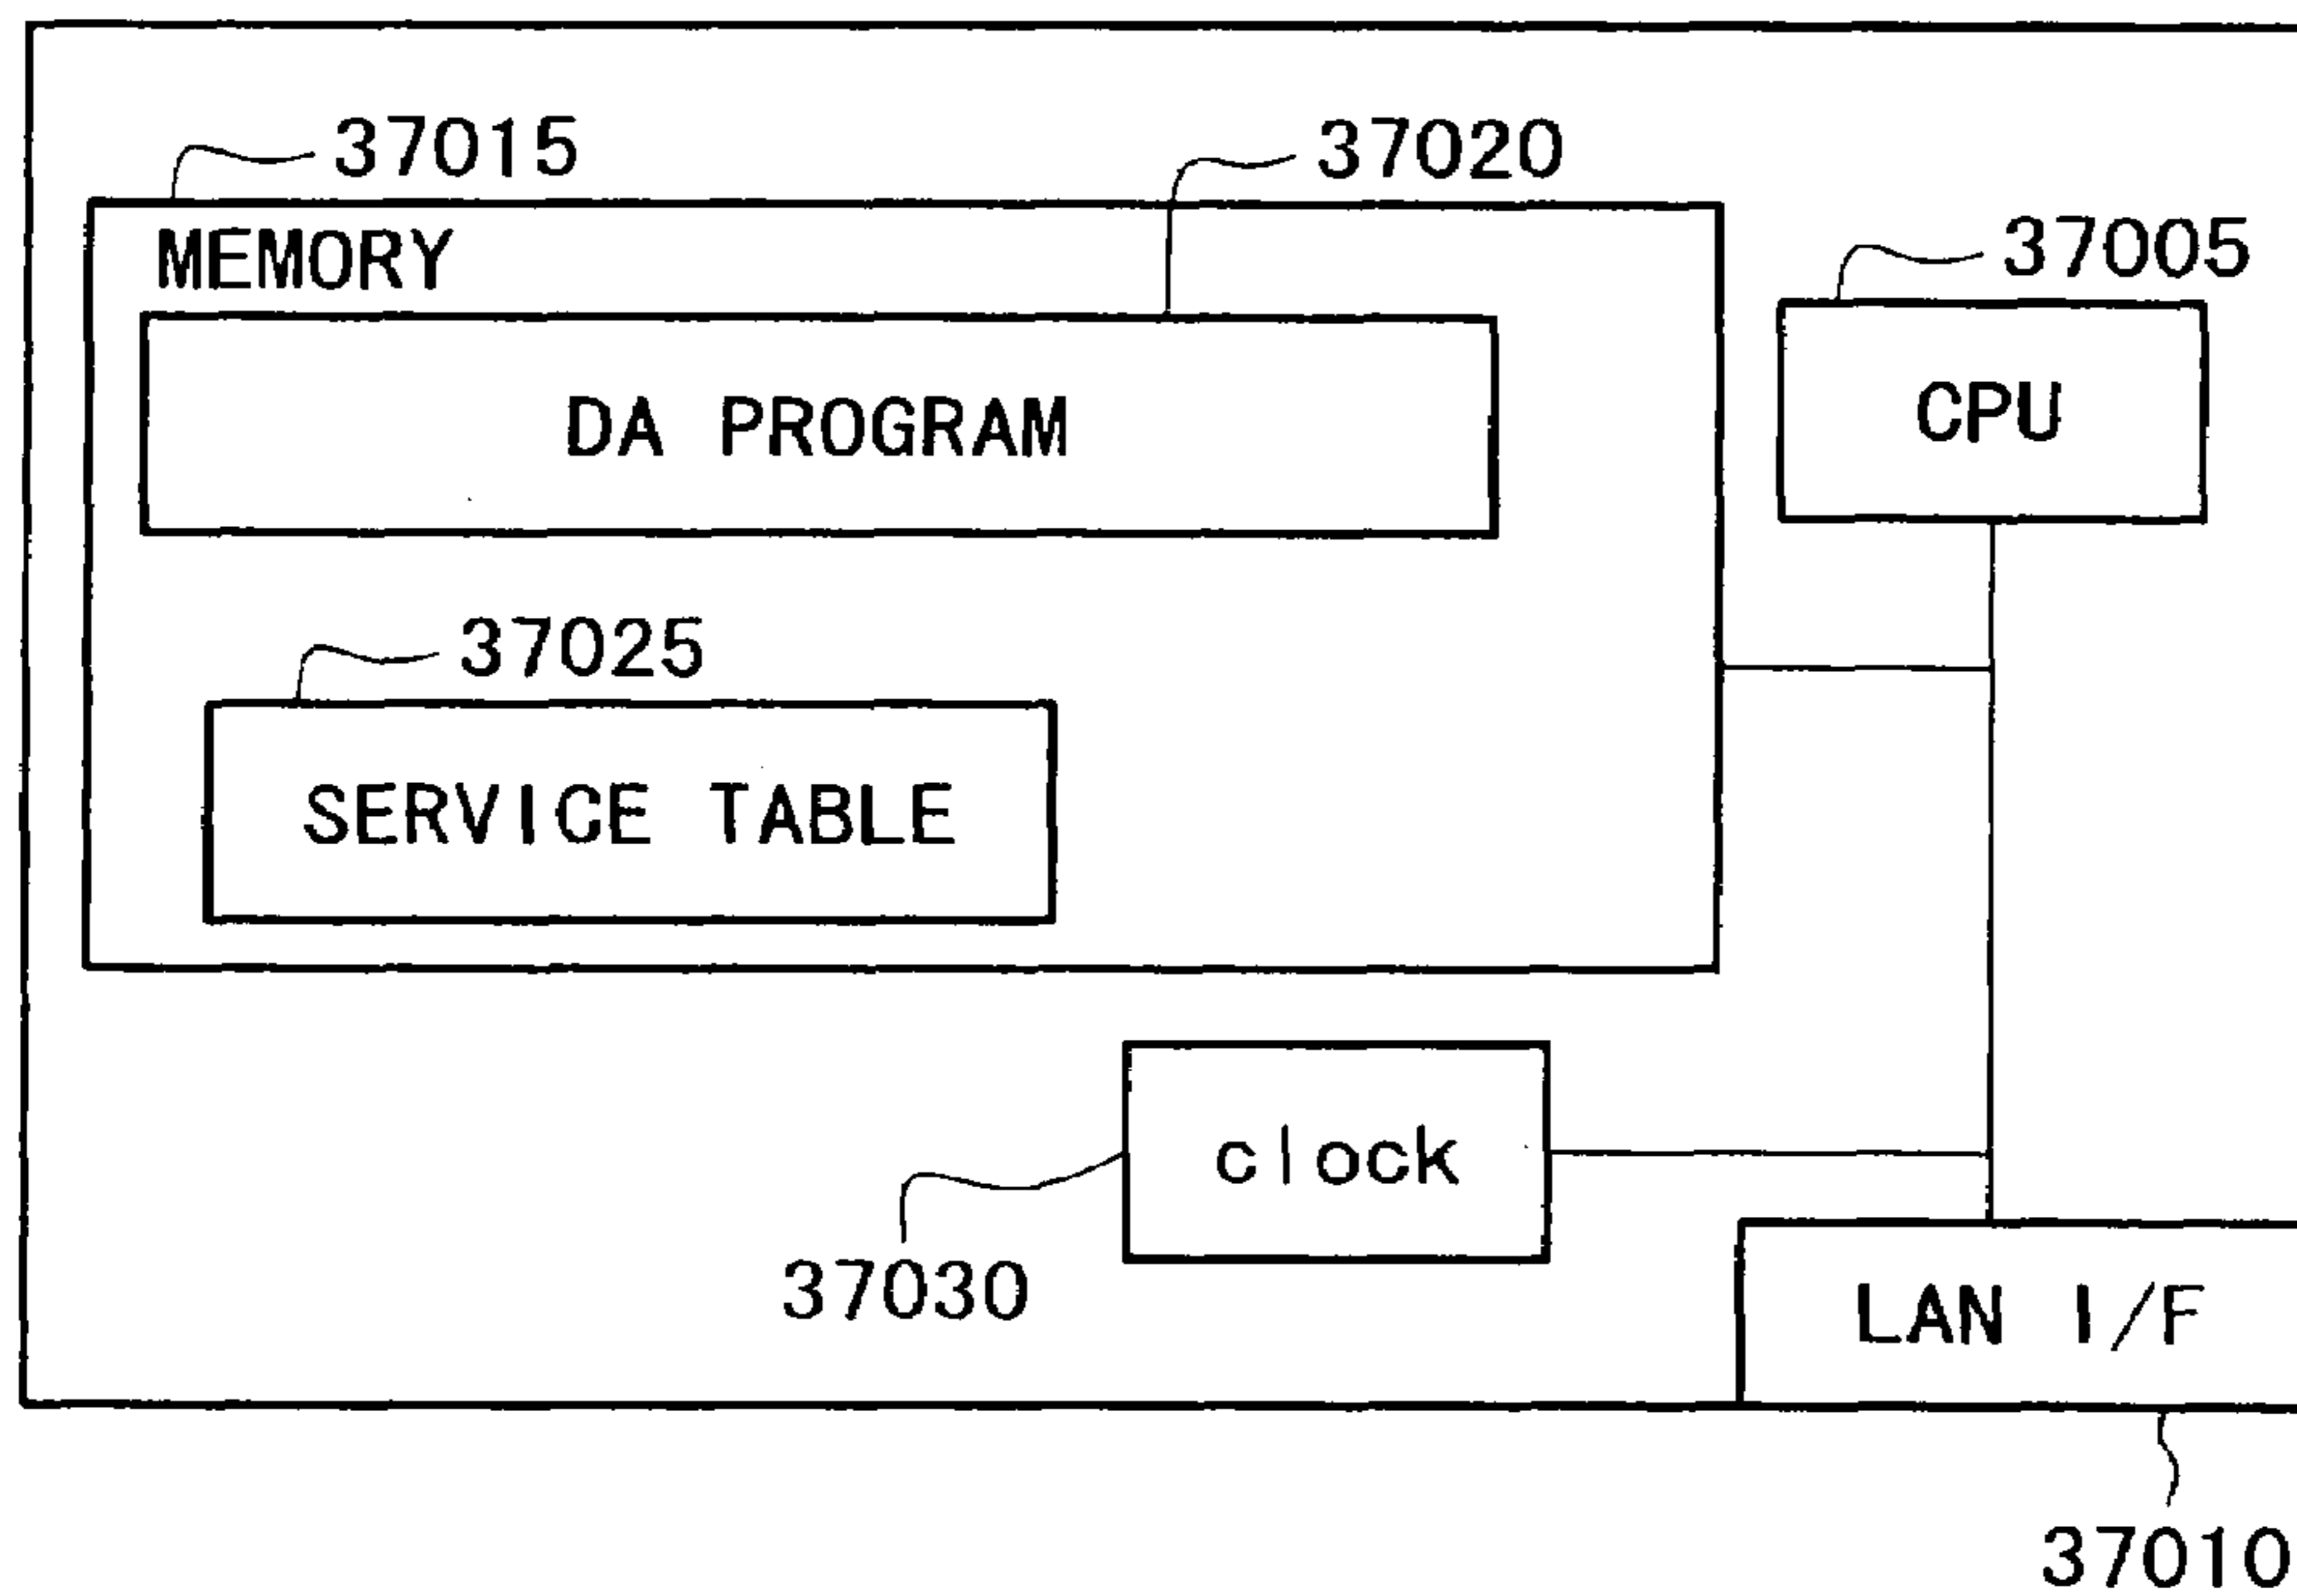 37015
37020
MEMORY
37005
DA PROGRAM
CPU
37025
SERVICE TABLE
clock
37030
LAN I/F
37010